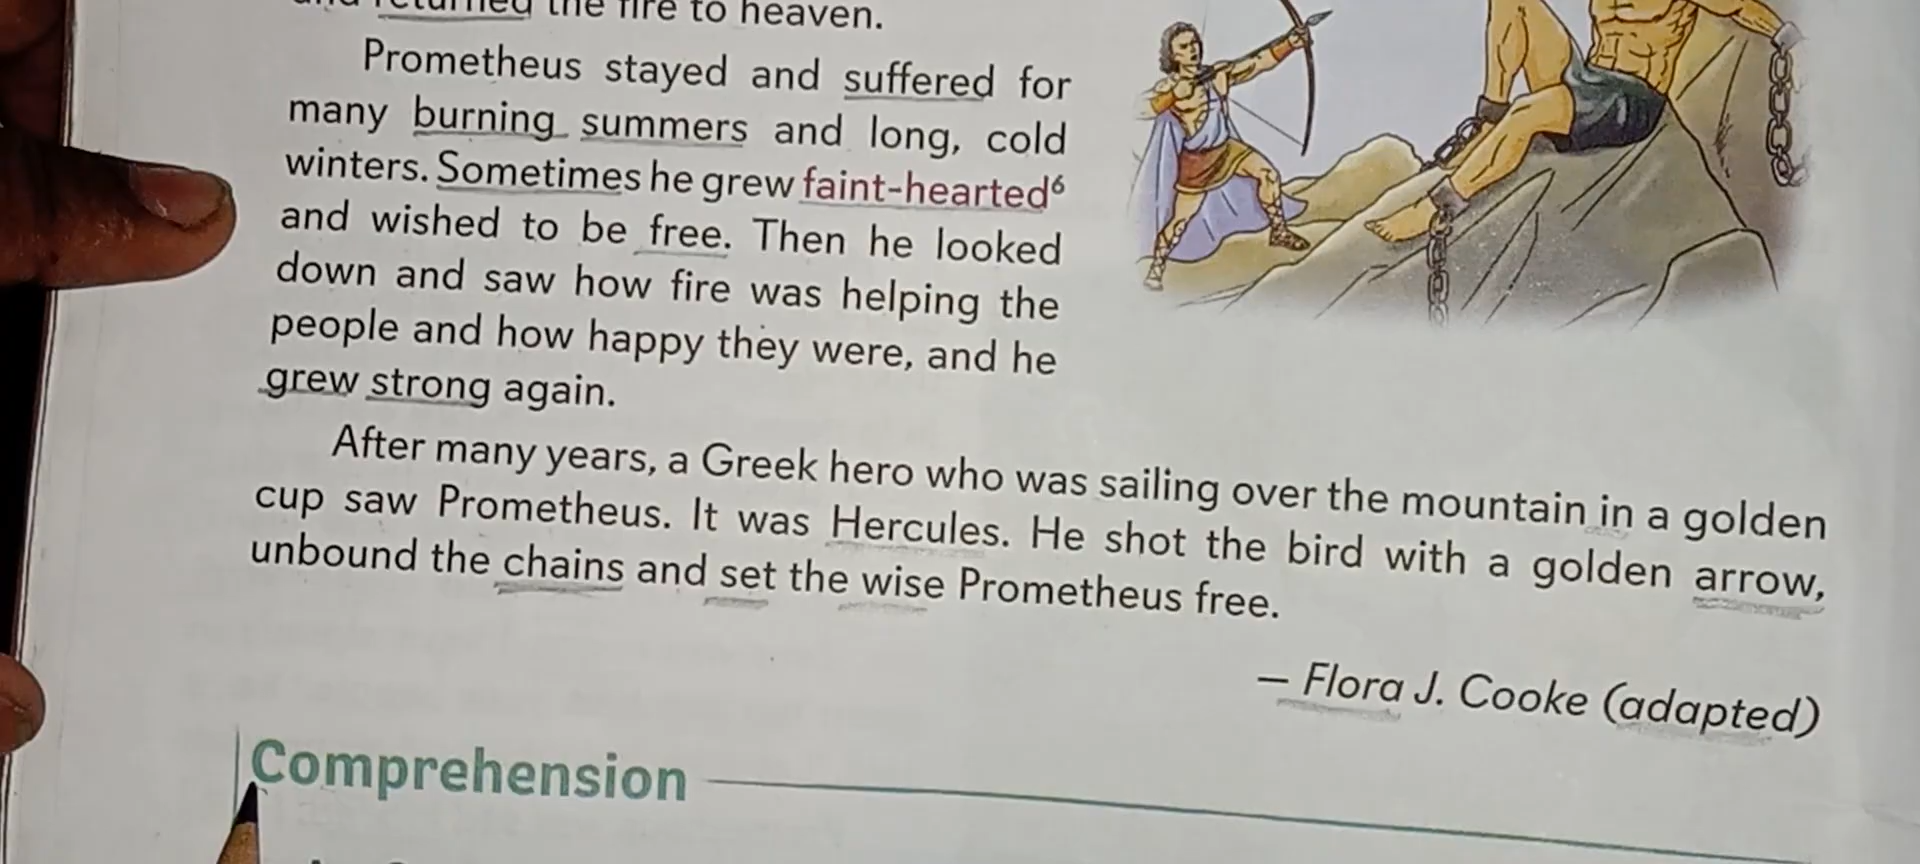 returned the fire to heaven.
Prometheus stayed and suffered for
many burning summers and long, cold
winters. Sometimes he grew faint-hearted⁶
and wished to be free. Then he looked
down and saw how fire was helping the
people and how happy they were, and he
grew strong again.
After many years, a Greek hero who was sailing over the mountain in a golden
cup saw Prometheus. It was Hercules. He shot the bird with a golden arrow,
unbound the chains and set the wise Prometheus free.
– Flora J. Cooke (adapted)
Comprehension